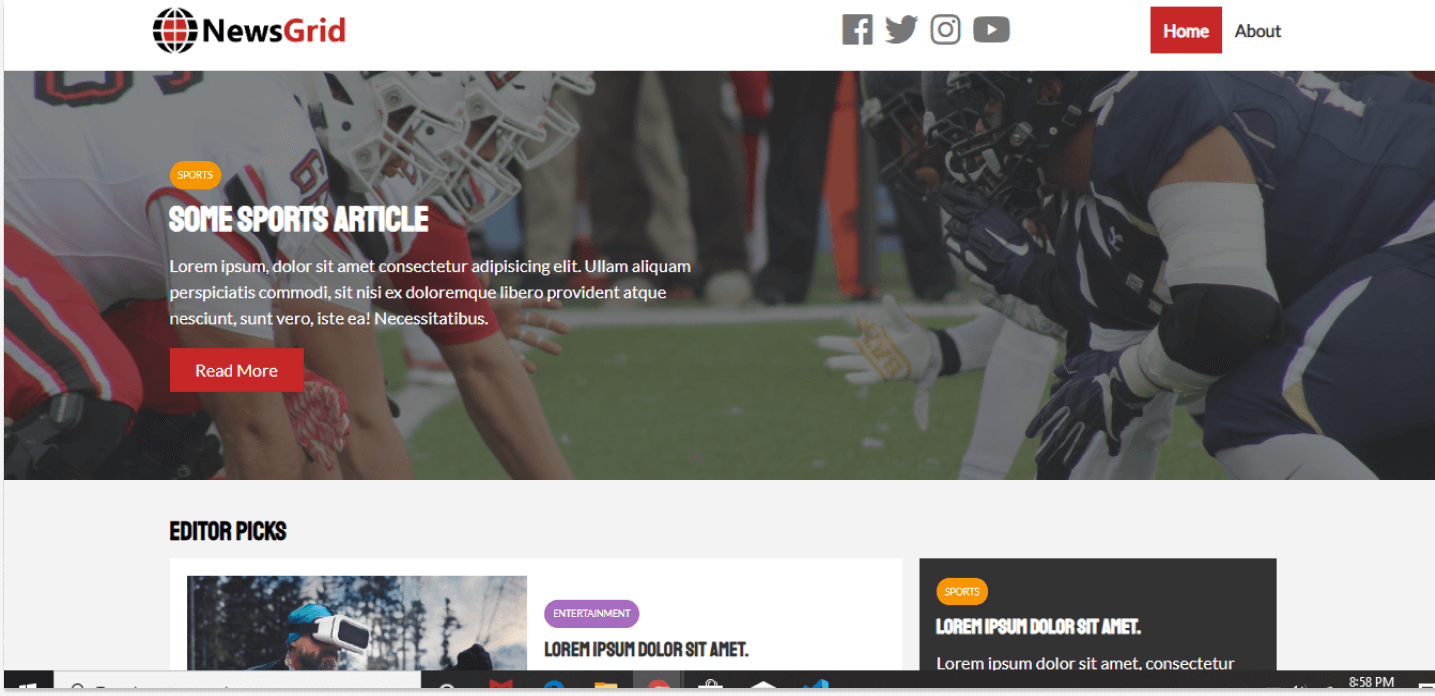 NewsGrid
Home About
SPORTS
SOME SPORTS ARTICLE
Lorem ipsum, dolor sit amet consectetur adipisicing elit. Ullam aliquam
perspiciatis commodi, sit nisi ex doloremque libero provident atque
nesciunt, sunt vero, iste ea! Necessitatibus.
Read More
EDITOR PICKS
ENTERTAINMENT
LOREM IPSUM DOLOR SIT AMET.
SPORTS
LOREM IPSUM DOLOR SIT AMET.
Lorem ipsum dolor sit amet, consectetur
8:58 PM